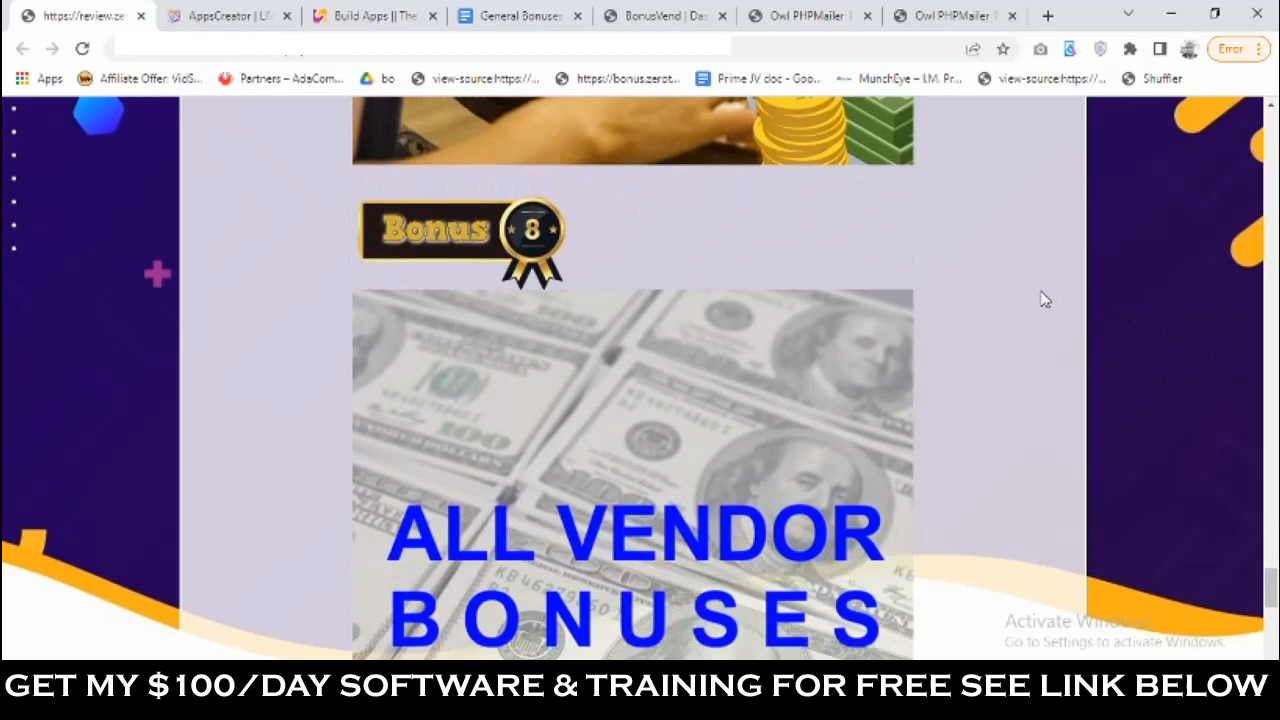 https://review.ze
AppsCreator | LIV
Build Apps || The
General Bonuses
BonusVend | Das
Owl PHPMailer
Owl PHPMailer
Error
Apps
Affiliate Offer: VidS...
Partners – AdaCom...
bo
view-source:https://...
https://bonus.zerot...
Prime JV doc - Goo...
MunchEye – I.M. Pr...
view-source:https://...
Shuffler
Bonus 8
100
ALL VENDOR
BONUSES
Activate Windows
Go to Settings to activate Windows.
GET MY $100/DAY SOFTWARE & TRAINING FOR FREE SEE LINK BELOW